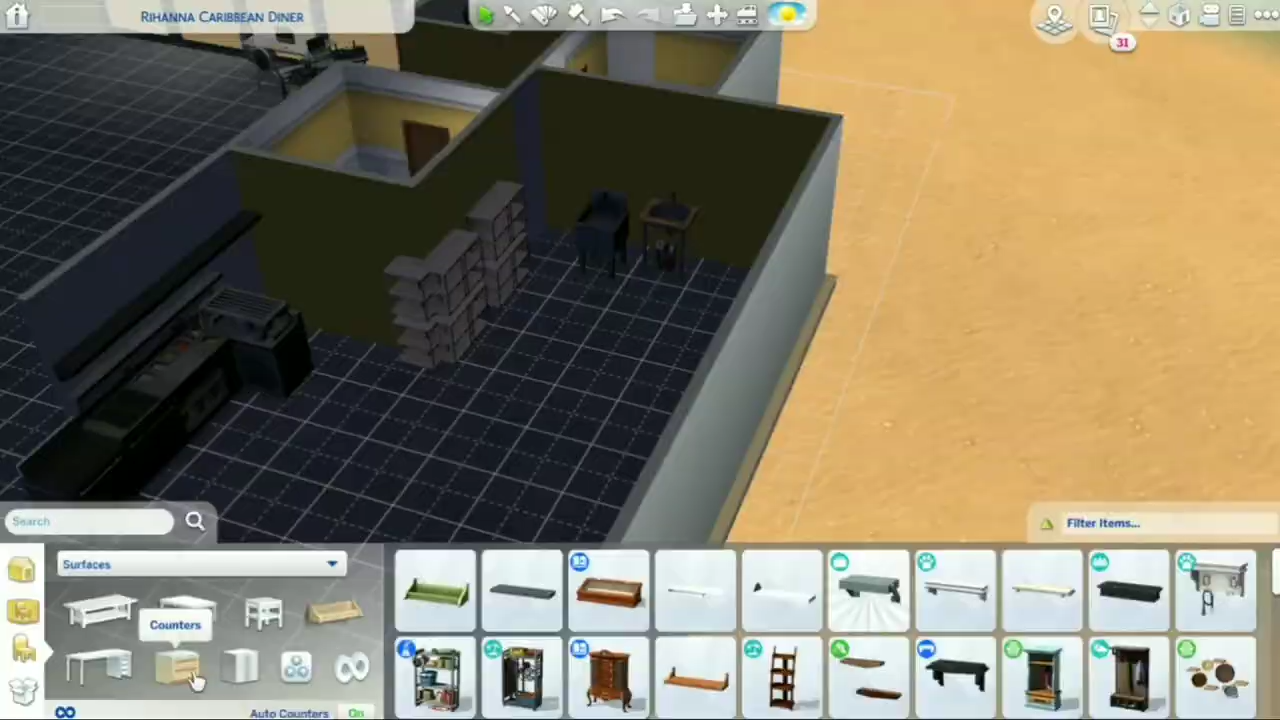 RIHANNA CARIBBEAN DINER
31
Search
Filter Items...
Surfaces
Counters
Auto Counters On